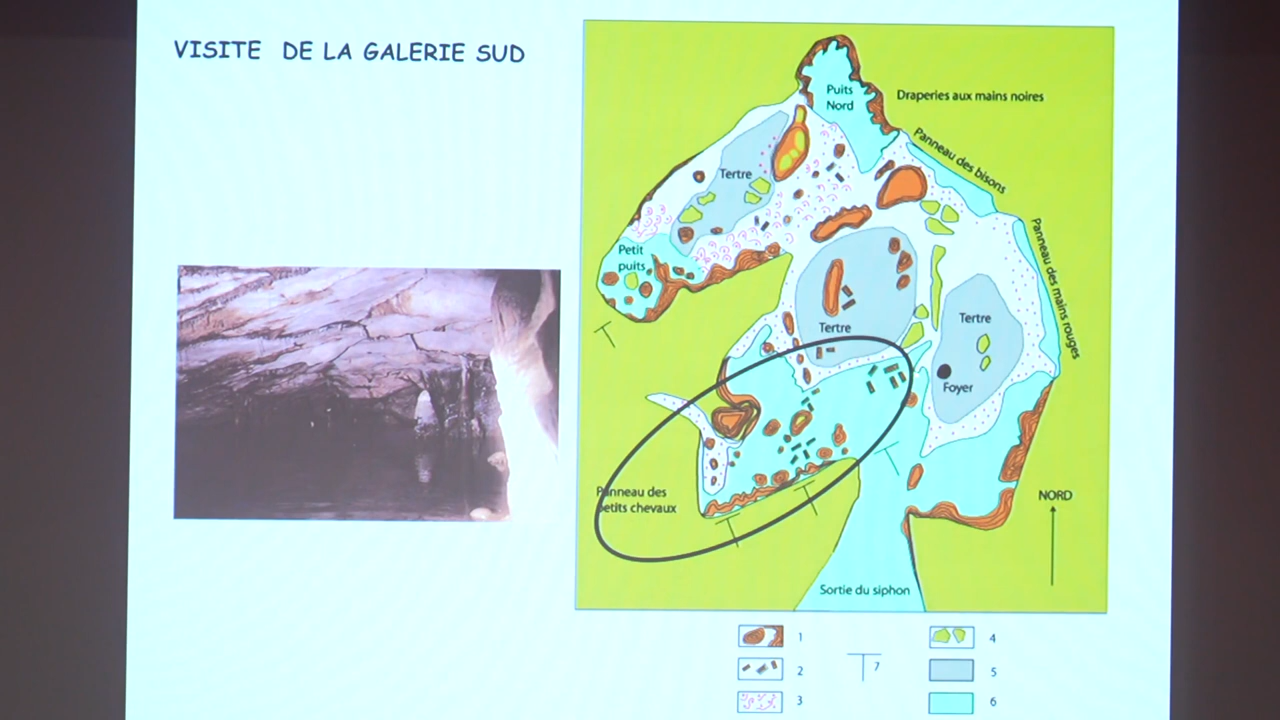 VISITE DE LA GALERIE SUD
Puits
Nord
Draperies aux mains noires
Panneau des bisons
Tertre
Panneau des mains rouges
Petit
puits
Tertre
Tertre
Foyer
Panneau des
petits chevaux
NORD
Sortie du siphon
1
2
3
7
4
5
6